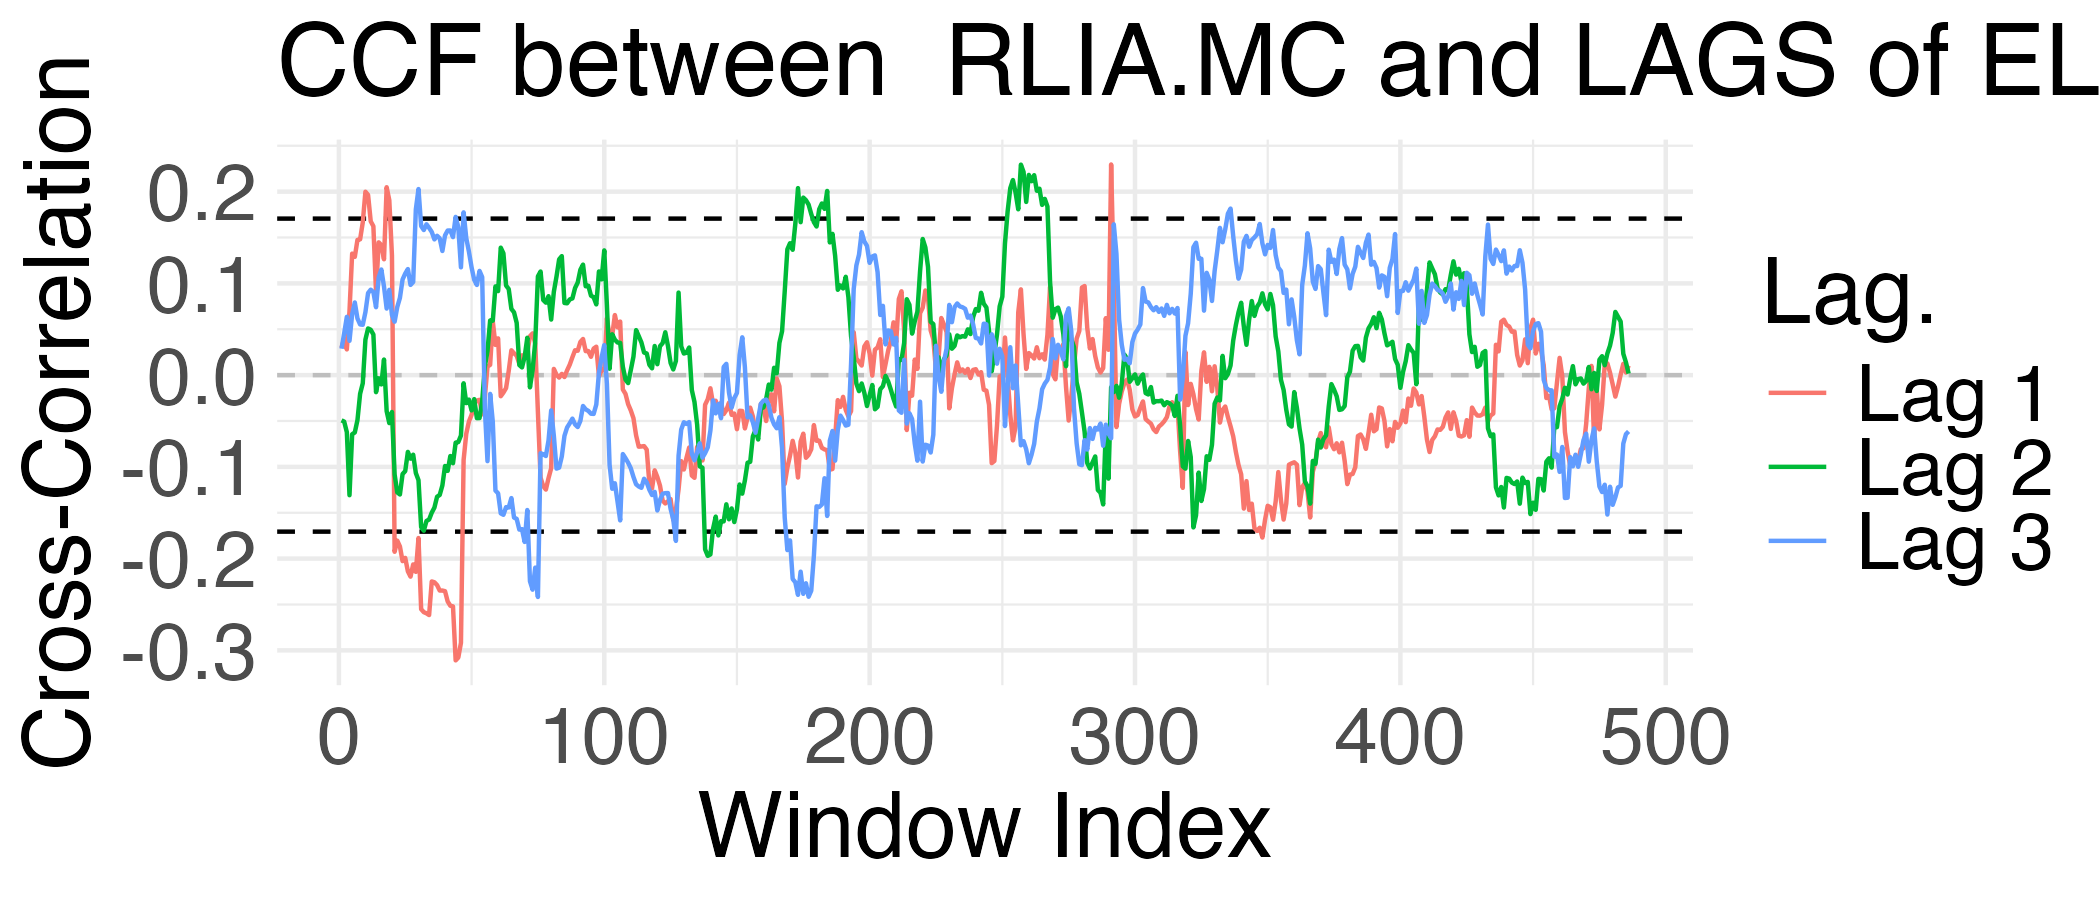 CCF between  RLIA.MC and LAGS of EL
Cross-Correlation
0.2
0.1
0.0
-0.1
-0.2
-0.3
0 100 200 300 400 500
Window Index
Lag.
Lag 1
Lag 2
Lag 3